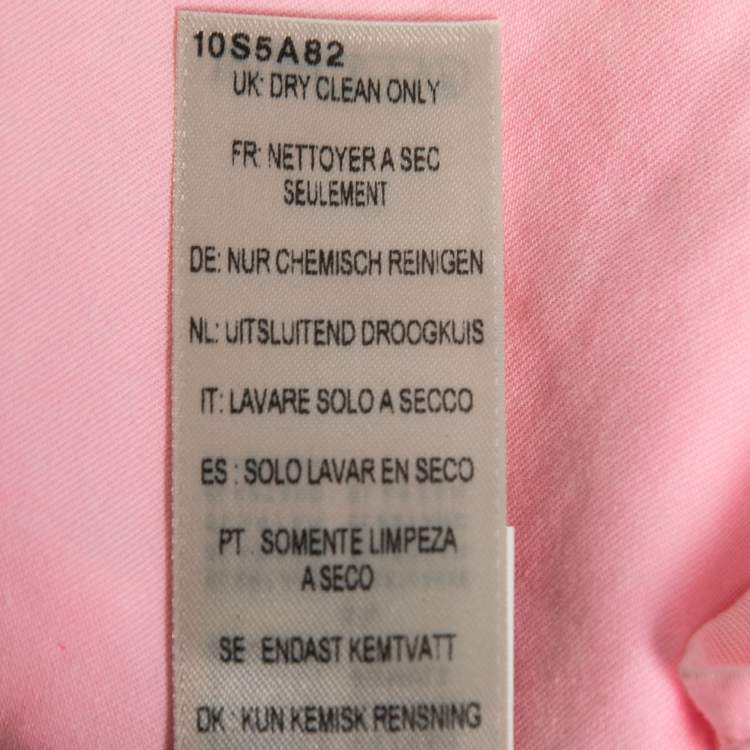 10S5A82
UK: DRY CLEAN ONLY
FR: NETTOYER A SEC
SEULEMENT
DE: NUR CHEMISCH REINIGEN
NL: UITSLUITEND DROOGKUIS
IT: LAVARE SOLO A SECCO
ES : SOLO LAVAR EN SECO
PT SOMENTE LIMPEZA
A SECO
SE ENDAST KEMTVATT
DK : KUN KEMISK RENSNING